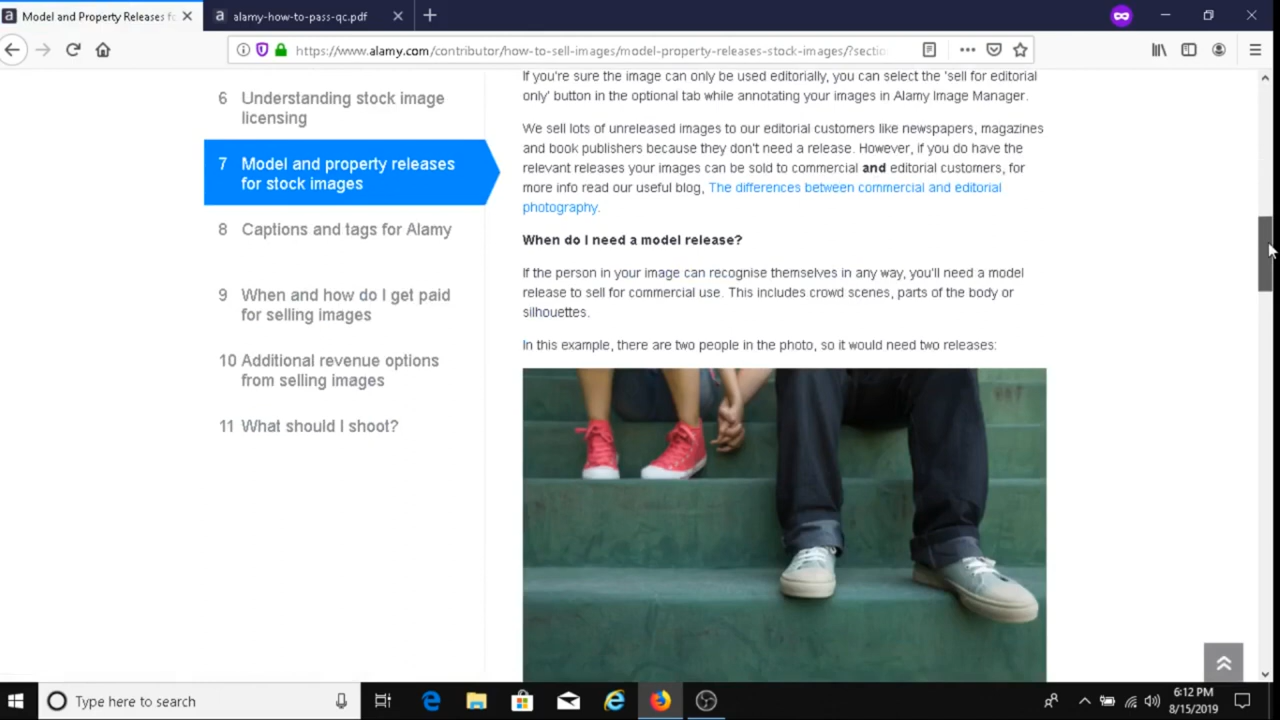 Model and Property Releases fo
alamy-how-to-pass-qc.pdf
https://www.alamy.com/contributor/how-to-sell-images/model-property-releases-stock-images/?sectio
6 Understanding stock image
licensing
7 Model and property releases
for stock images
8 Captions and tags for Alamy
9 When and how do I get paid
for selling images
10 Additional revenue options
from selling images
11 What should I shoot?
If you're sure the image can only be used editorially, you can select the 'sell for editorial
only' button in the optional tab while annotating your images in Alamy Image Manager.
We sell lots of unreleased images to our editorial customers like newspapers, magazines
and book publishers because they don't need a release. However, if you do have the
relevant releases your images can be sold to commercial and editorial customers, for
more info read our useful blog, The differences between commercial and editorial
photography.
When do I need a model release?
If the person in your image can recognise themselves in any way, you'll need a model
release to sell for commercial use. This includes crowd scenes, parts of the body or
silhouettes.
In this example, there are two people in the photo, so it would need two releases:
Type here to search
6:12 PM
8/15/2019